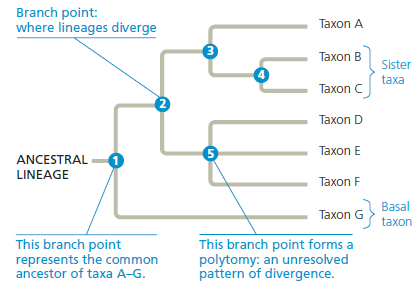 Branch point:
where lineages diverge
Taxon A
3
Taxon B
Sister
taxa
4
Taxon C
2
Taxon D
ANCESTRAL
LINEAGE
1
5
Taxon E
Taxon F
Taxon G
Basal
taxon
This branch point
represents the common
ancestor of taxa A–G.
This branch point forms a
polytomy: an unresolved
pattern of divergence.